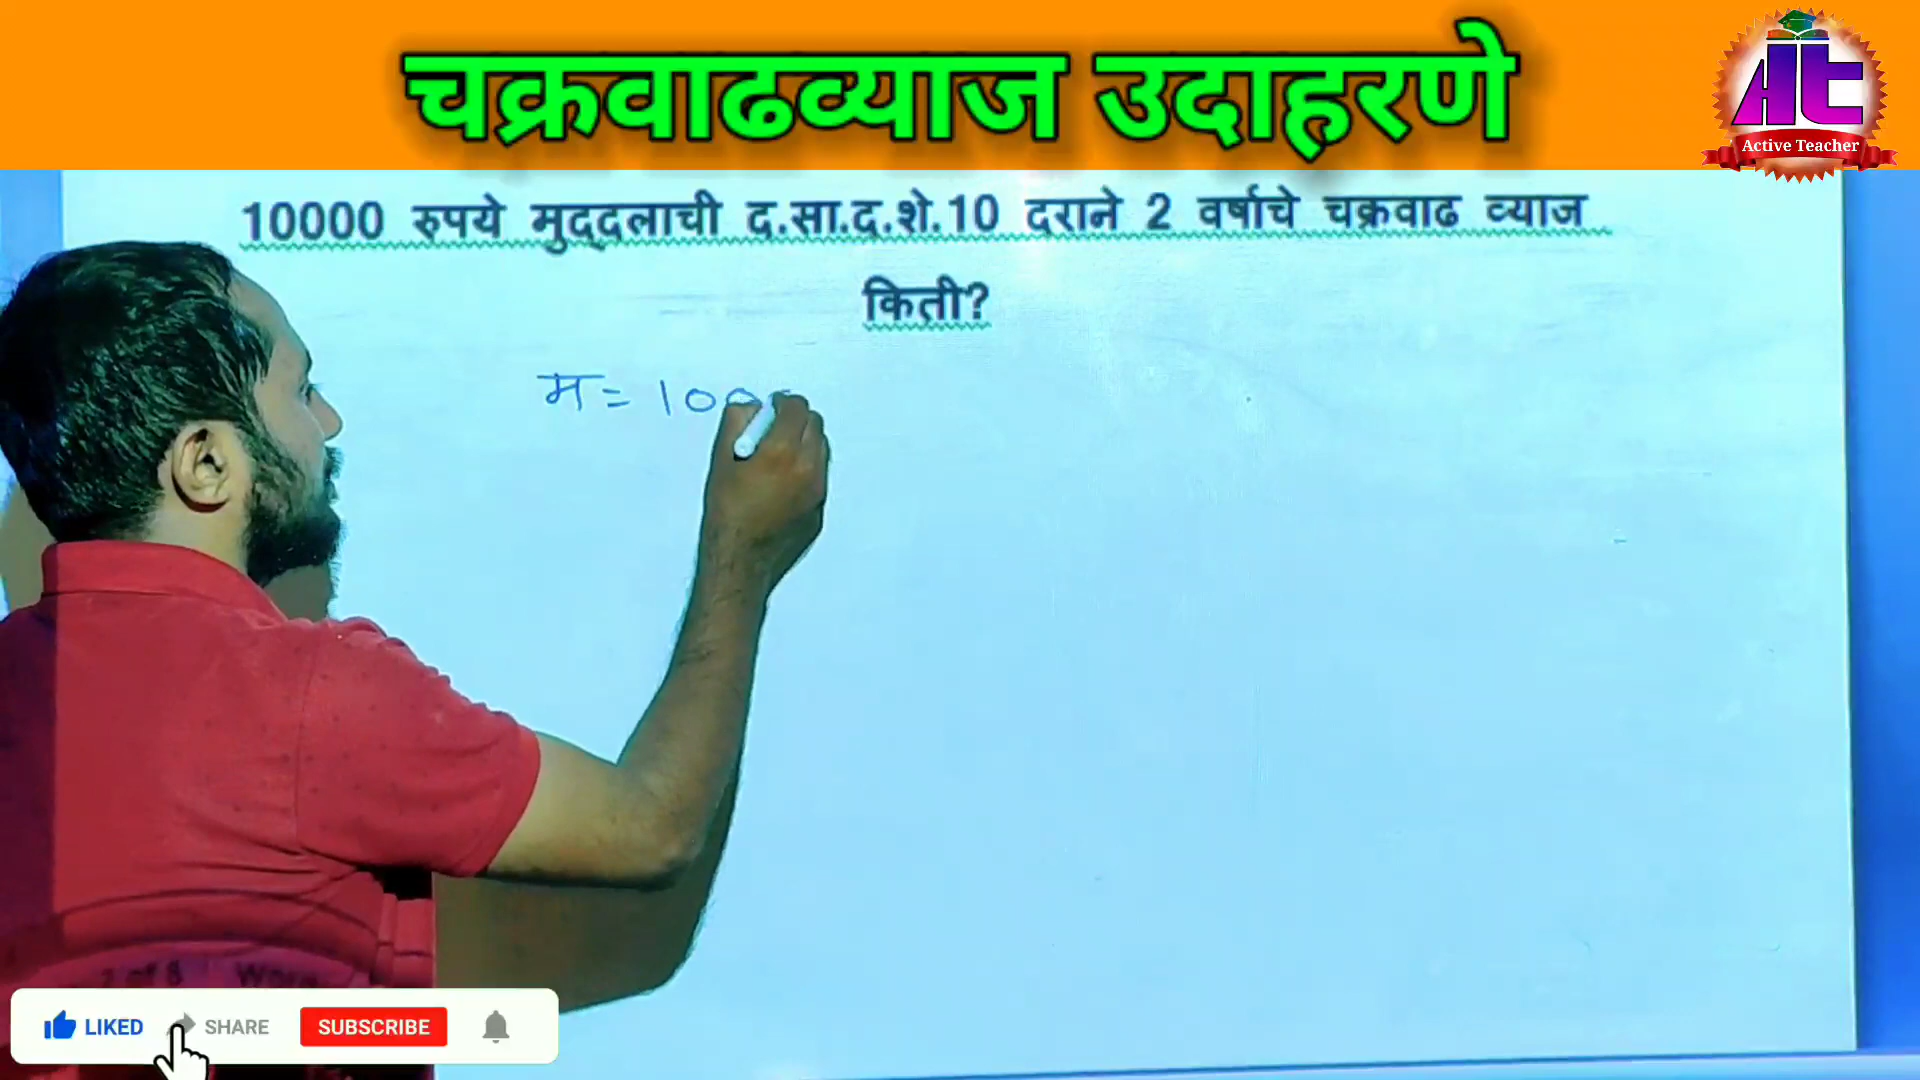 चक्रवाढव्याज उदाहरणे
At
Active Teacher
10000 रुपये मुद्दलाची द.सा.द.शे.10 दराने 2 वर्षाचे चक्रवाढ व्याज
किती?
म = 100
LIKED SHARE SUBSCRIBE